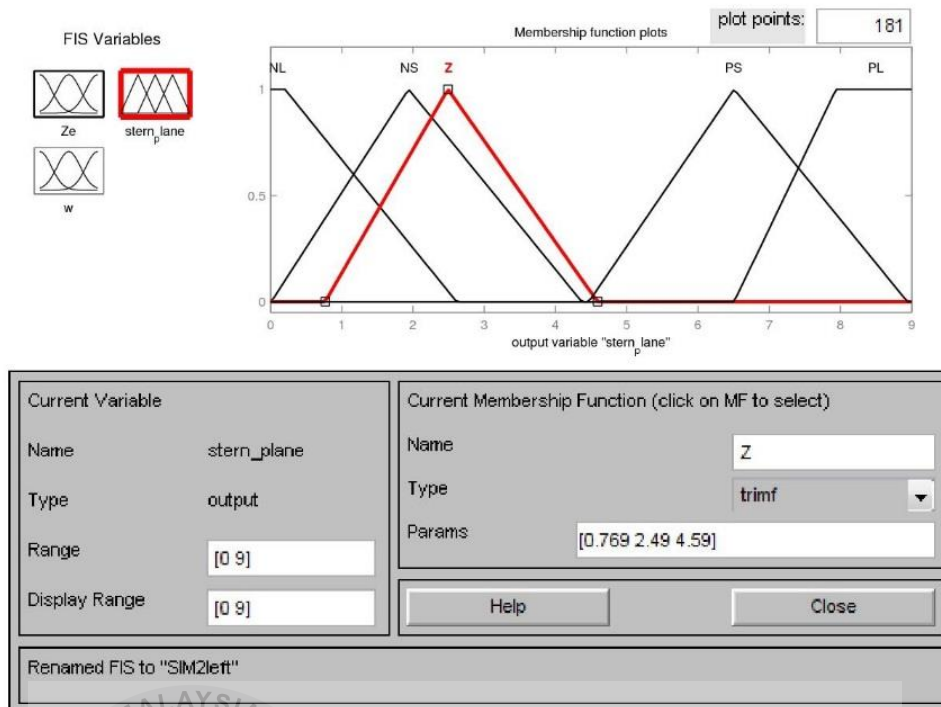 FIS Variables
Ze
stern_plane
w
Membership function plots
plot points:
181
NL
NS
Z
PS
PL
1
0.5
0
0
1
2
3
4
5
6
7
8
9
output variable "stern_plane"
Current Variable
Name
stern_plane
Type
output
Range
[0 9]
Display Range
[0 9]
Current Membership Function (click on MF to select)
Name
Z
Type
trimf
Params
[0.769 2.49 4.59]
Help
Close
Renamed FIS to "SIM2left"